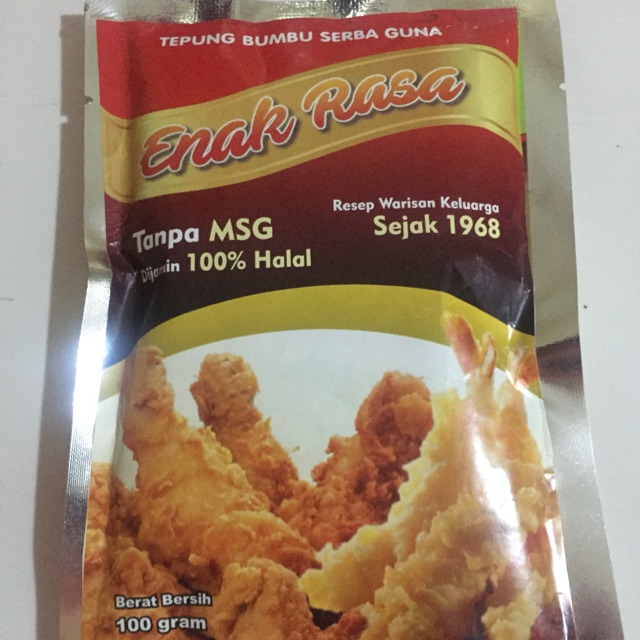 TEPUNG BUMBU SERBA GUNA
Enak Rasa
Resep Warisan Keluarga
Sejak 1968
Tanpa MSG
Dijamin 100% Halal
Berat Bersih
100 gram